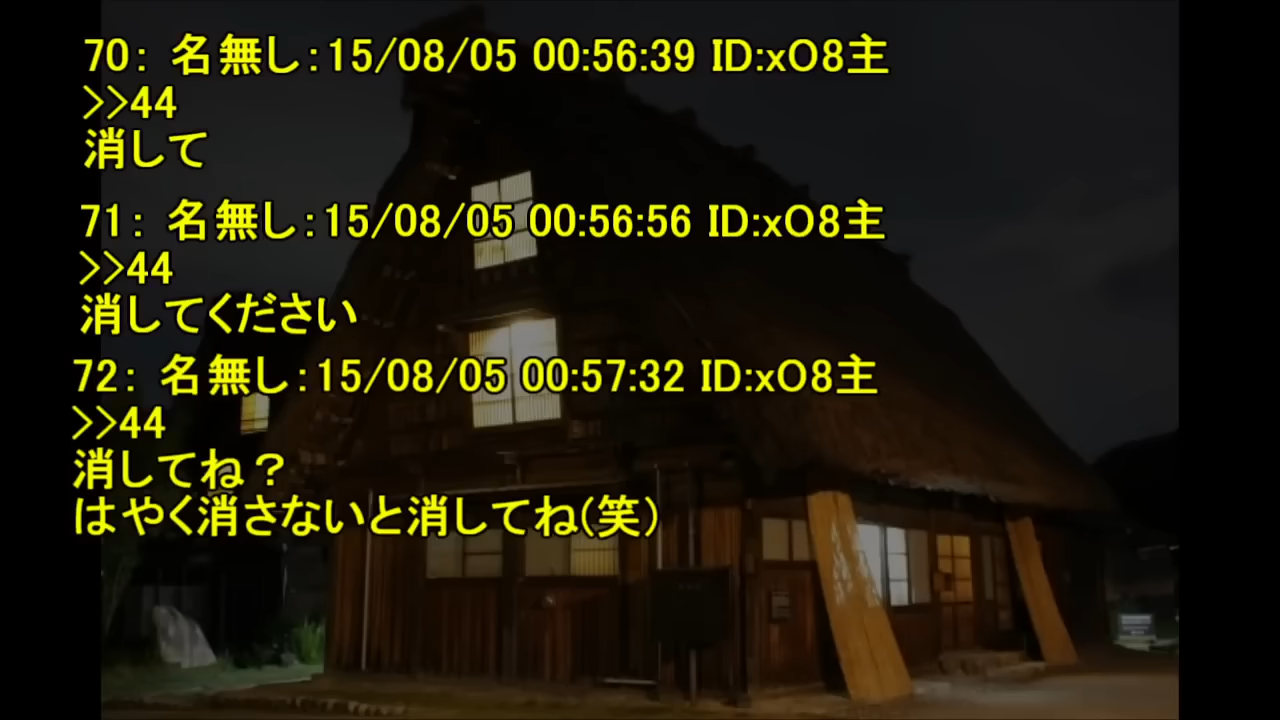 70： 名無し：15/08/05 00:56:39 ID:xO8主
>>44
消して
71： 名無し：15/08/05 00:56:56 ID:xO8主
>>44
消してください
72： 名無し：15/08/05 00:57:32 ID:xO8主
>>44
消してね？
はやく消さないと消してね(笑)